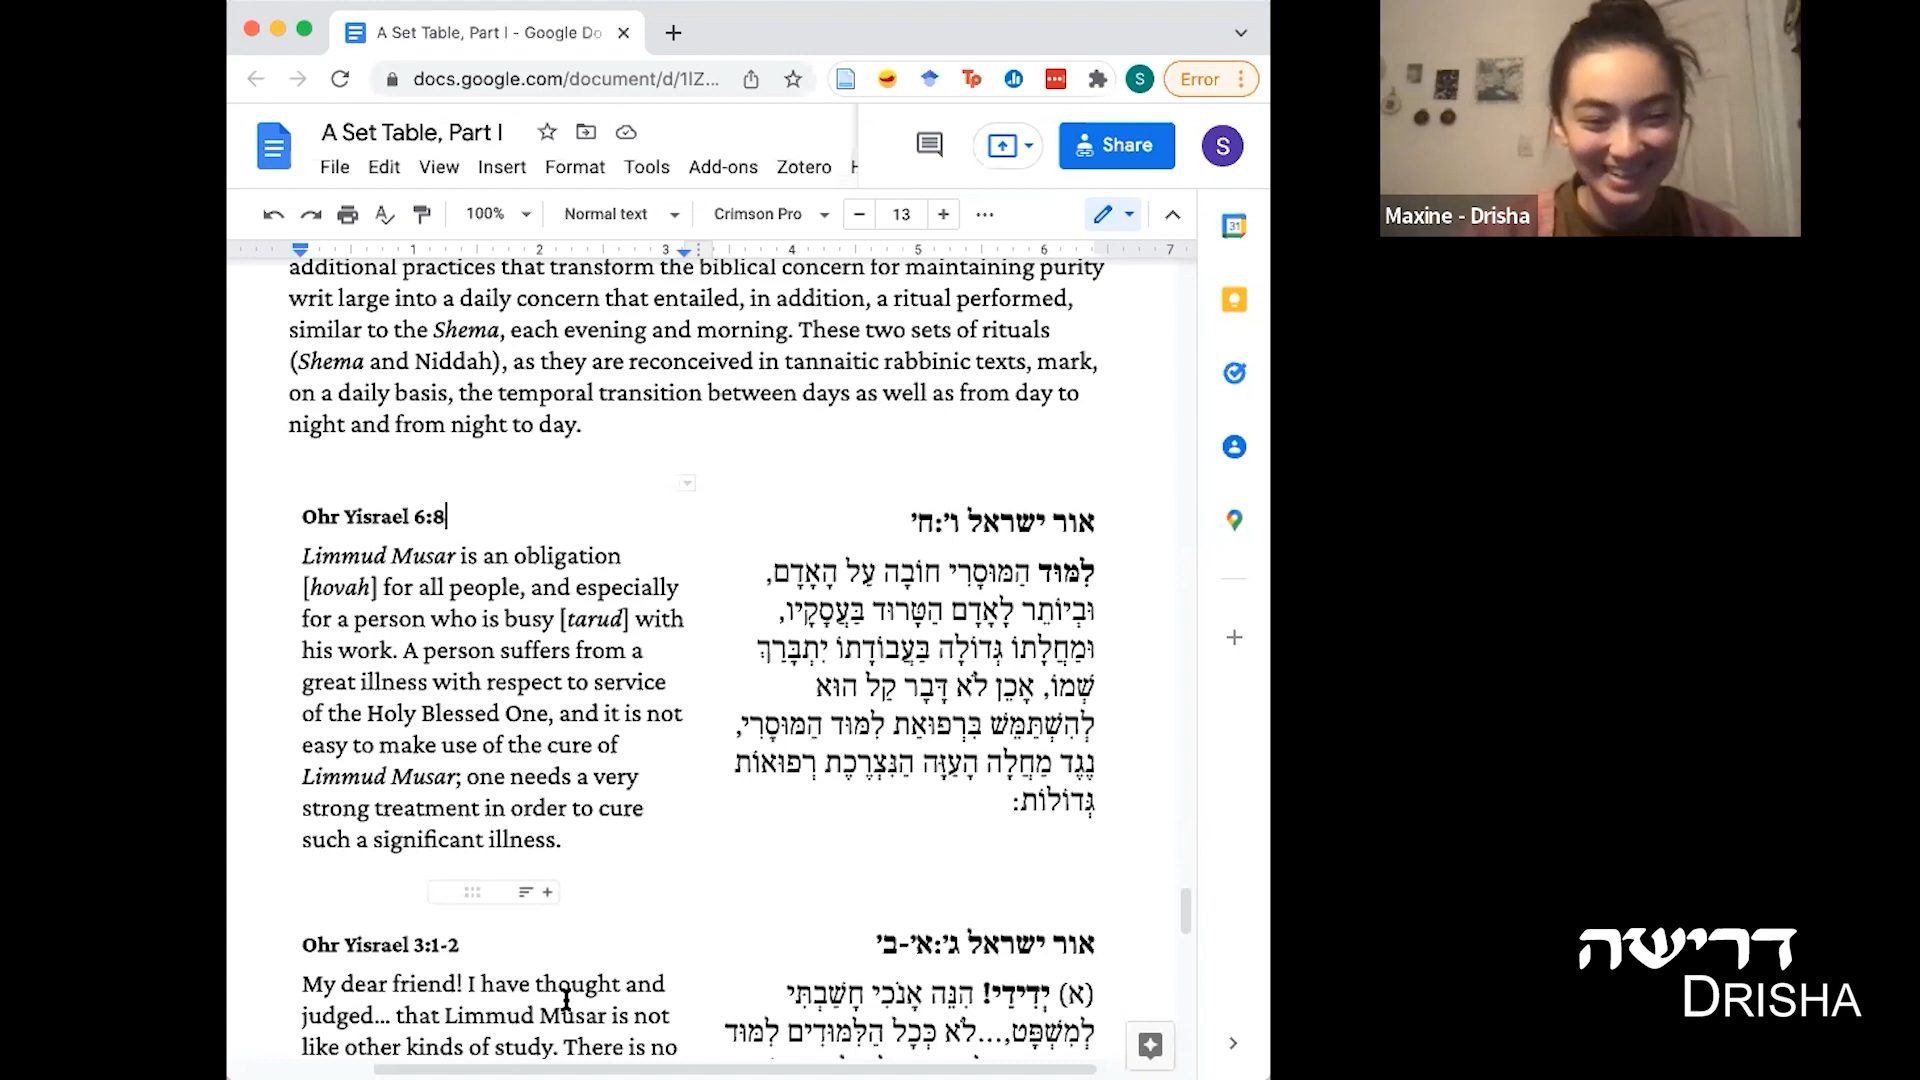 A Set Table, Part I - Google Do
docs.google.com/document/d/1IZ...
Error
A Set Table, Part I
File Edit View Insert Format Tools Add-ons Zotero
Share
S
100% Normal text Crimson Pro 13
1 2 3 4 5 6 7
additional practices that transform the biblical concern for maintaining purity
writ large into a daily concern that entailed, in addition, a ritual performed,
similar to the Shema, each evening and morning. These two sets of rituals
(Shema and Niddah), as they are reconceived in tannaitic rabbinic texts, mark,
on a daily basis, the temporal transition between days as well as from day to
night and from night to day.
Ohr Yisrael 6:8
Limmud Musar is an obligation
[hovah] for all people, and especially
for a person who is busy [tarud] with
his work. A person suffers from a
great illness with respect to service
of the Holy Blessed One, and it is not
easy to make use of the cure of
Limmud Musar; one needs a very
strong treatment in order to cure
such a significant illness.
אור ישראל ו׳:ח׳
לִמּוּד הַמּוּסָרִי חוֹבָה עַל הָאָדָם,
וּבְיוֹתֵר לָאָדָם הַטָּרוּד בַּעֲסָקָיו,
וּמַחֲלָתוֹ גְּדוֹלָה בַּעֲבוֹדָתוֹ יִתְבָּרַךְ
שְׁמוֹ, אָכֵן לֹא דָּבָר קַל הוּא
לְהִשְׁתַּמֵּשׁ בִּרְפוּאַת לִמּוּד הַמּוּסָרִי,
נֶגֶד מַחֲלָה הָעַזָּה הַנִּצְרֶכֶת רְפוּאוֹת
גְּדוֹלוֹת:
Ohr Yisrael 3:1-2
My dear friend! I have thought and
judged... that Limmud Musar is not
like other kinds of study. There is no
אור ישראל ג׳:א׳-ב׳
(א) יְדִידַי! הִנֵּה אָנֹכִי חָשַׁבְתִּי
לְמִשְׁפָּט,...לֹא כְּכָל הַלִּמּוּדִים לִמּוּד
Maxine - Drisha
דרישה
DRISHA